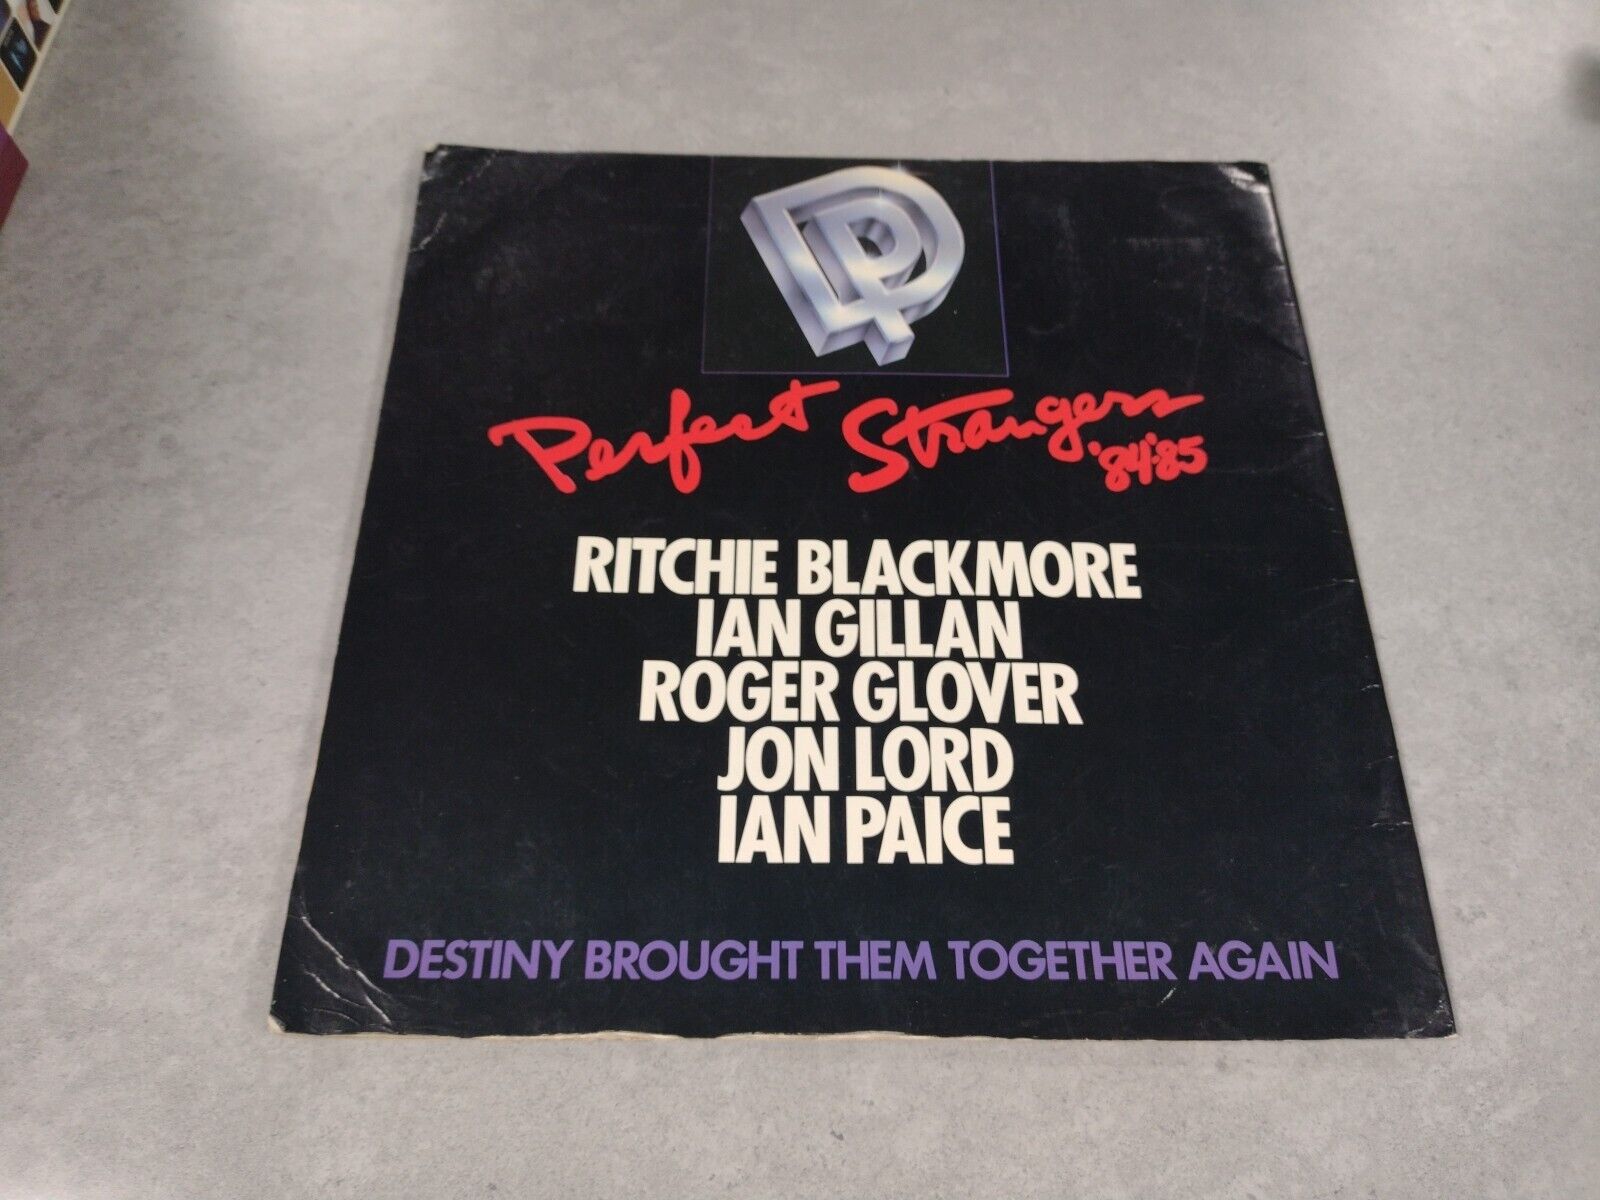 DP
Perfect Strangers
'84·'85
RITCHIE BLACKMORE
IAN GILLAN
ROGER GLOVER
JON LORD
IAN PAICE
DESTINY BROUGHT THEM TOGETHER AGAIN